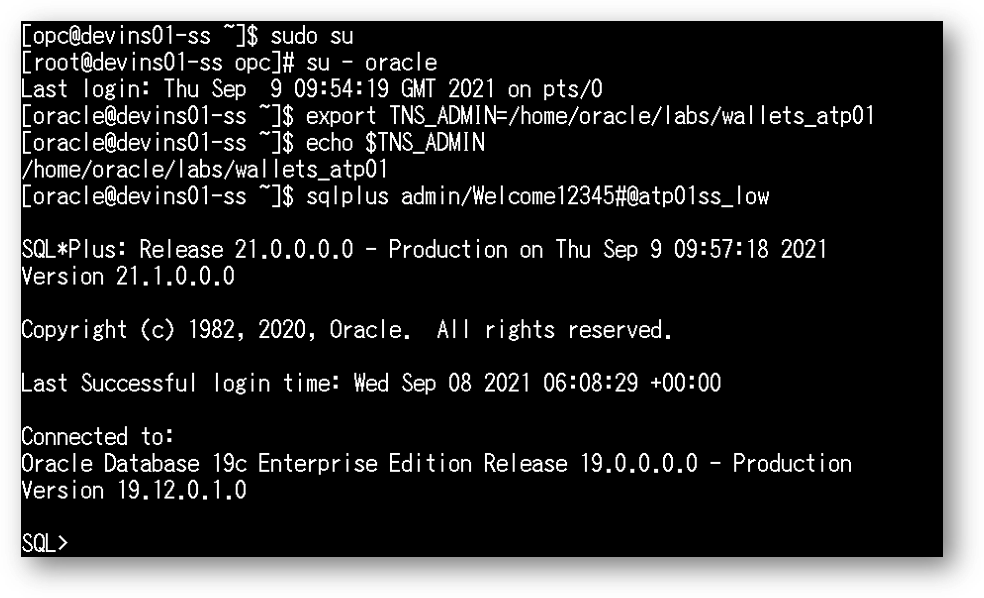 [opc@devins01-ss ~]$ sudo su
[root@devins01-ss opc]# su - oracle
Last login: Thu Sep  9 09:54:19 GMT 2021 on pts/0
[oracle@devins01-ss ~]$ export TNS_ADMIN=/home/oracle/labs/wallets_atp01
[oracle@devins01-ss ~]$ echo $TNS_ADMIN
/home/oracle/labs/wallets_atp01
[oracle@devins01-ss ~]$ sqlplus admin/Welcome12345#@atp01ss_low
SQL*Plus: Release 21.0.0.0.0 - Production on Thu Sep 9 09:57:18 2021
Version 21.1.0.0.0
Copyright (c) 1982, 2020, Oracle.  All rights reserved.
Last Successful login time: Wed Sep 08 2021 06:08:29 +00:00
Connected to:
Oracle Database 19c Enterprise Edition Release 19.0.0.0.0 - Production
Version 19.12.0.1.0
SQL>